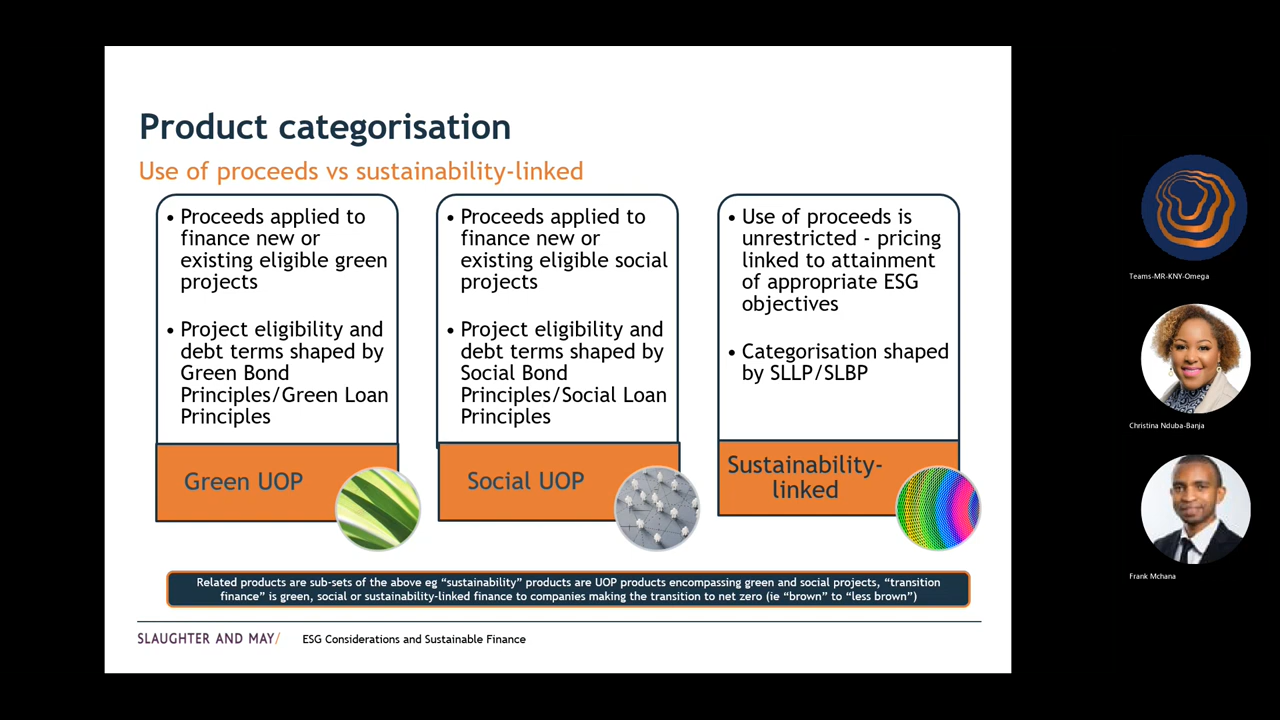 Product categorisation
Use of proceeds vs sustainability-linked
• Proceeds applied to
finance new or
existing eligible green
projects
• Project eligibility and
debt terms shaped by
Green Bond
Principles/Green Loan
Principles
Green UOP
• Proceeds applied to
finance new or
existing eligible social
projects
• Project eligibility and
debt terms shaped by
Social Bond
Principles/Social Loan
Principles
Social UOP
• Use of proceeds is
unrestricted - pricing
linked to attainment
of appropriate ESG
objectives
• Categorisation shaped
by SLLP/SLBP
Sustainability-
linked
Related products are sub-sets of the above eg “sustainability” products are UOP products encompassing green and social projects, “transition
finance” is green, social or sustainability-linked finance to companies making the transition to net zero (ie “brown” to “less brown”)
SLAUGHTER AND MAY/
ESG Considerations and Sustainable Finance
Teams-MR-KNY-Omega
Christina Nduba-Banja
Frank Mchana